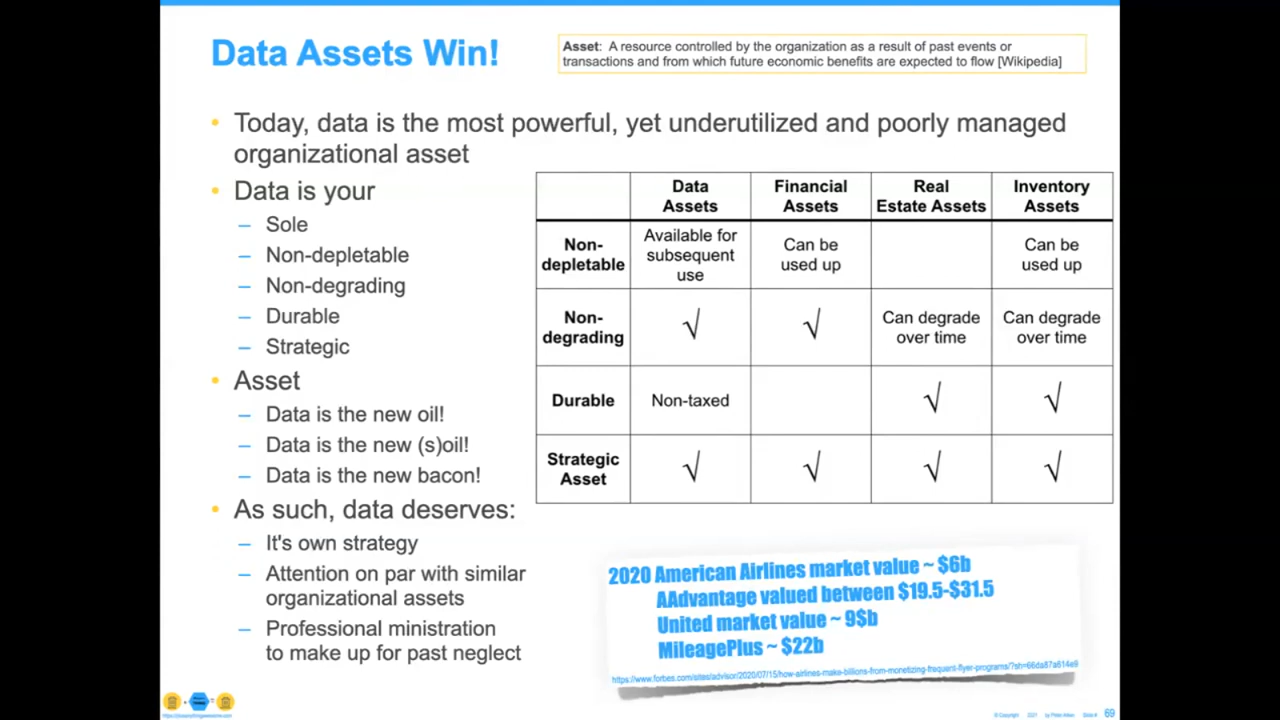 Data Assets Win!
Asset: A resource controlled by the organization as a result of past events or
transactions and from which future economic benefits are expected to flow [Wikipedia]
• Today, data is the most powerful, yet underutilized and poorly managed
organizational asset
• Data is your
– Sole
– Non-depletable
– Non-degrading
– Durable
– Strategic
• Asset
– Data is the new oil!
– Data is the new (s)oil!
– Data is the new bacon!
• As such, data deserves:
– It's own strategy
– Attention on par with similar
organizational assets
– Professional ministration
to make up for past neglect
Data Assets Financial Assets Real Estate Assets Inventory Assets
Non-depletable Available for subsequent use Can be used up Can be used up
Non-degrading √ √ Can degrade over time Can degrade over time
Durable Non-taxed √ √
Strategic Asset √ √ √ √
2020 American Airlines market value ~ $6b
AAdvantage valued between $19.5-$31.5
United market value ~ 9$b
MileagePlus ~ $22b
https://www.forbes.com/sites/advisor/2020/07/15/how-airlines-make-billions-from-monetizing-frequent-flyer-programs/?sh=66da87a614e9
© Copyright 2021 by Peter Aiken Slide # 69